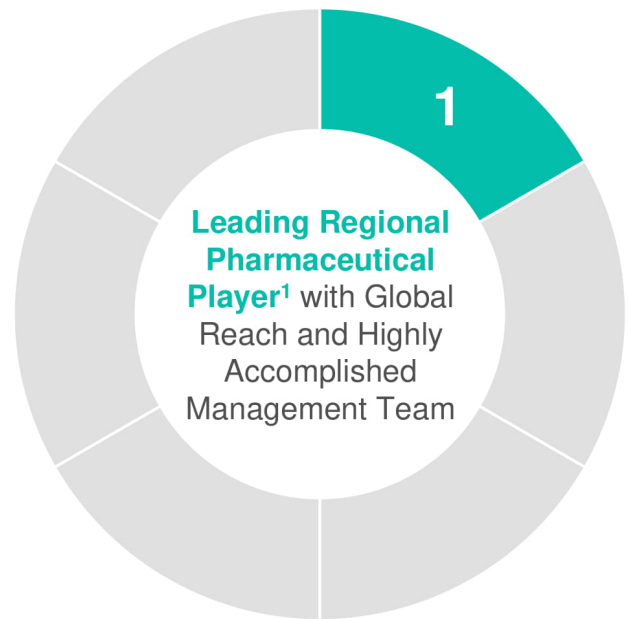 1
Leading Regional
Pharmaceutical
Player¹ with Global
Reach and Highly
Accomplished
Management Team